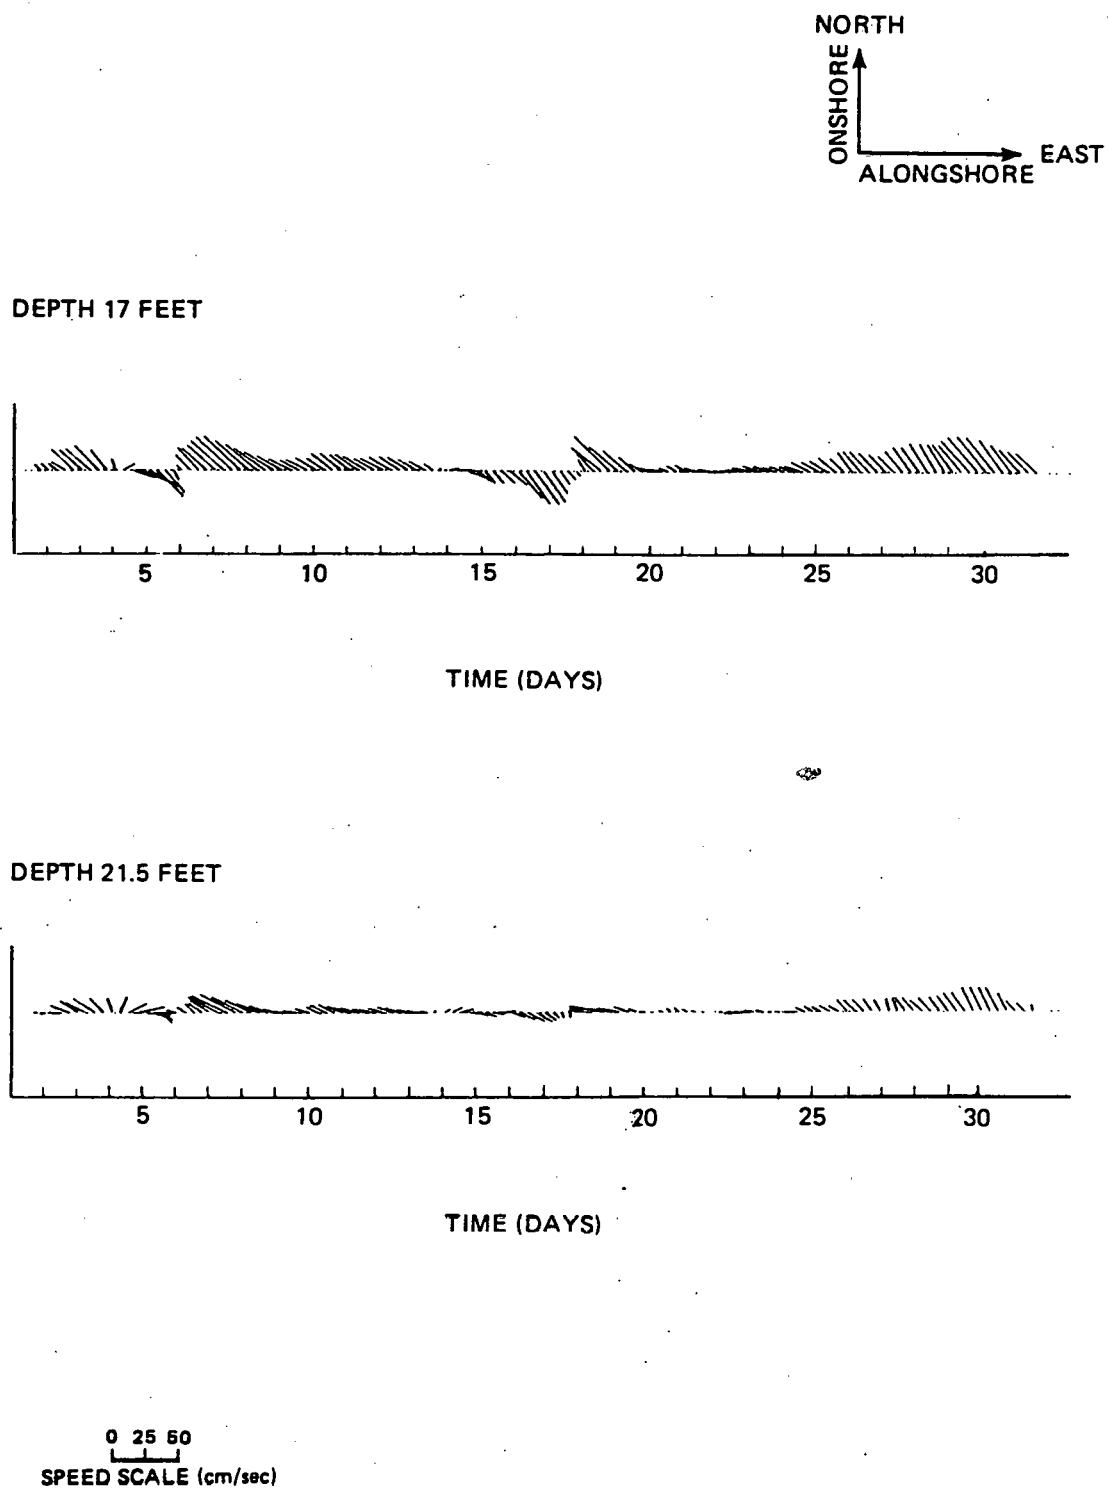 NORTH
ONSHORE
EAST
ALONGSHORE
DEPTH 17 FEET
5 10 15 20 25 30
TIME (DAYS)
DEPTH 21.5 FEET
5 10 15 20 25 30
TIME (DAYS)
0 25 50
SPEED SCALE (cm/sec)